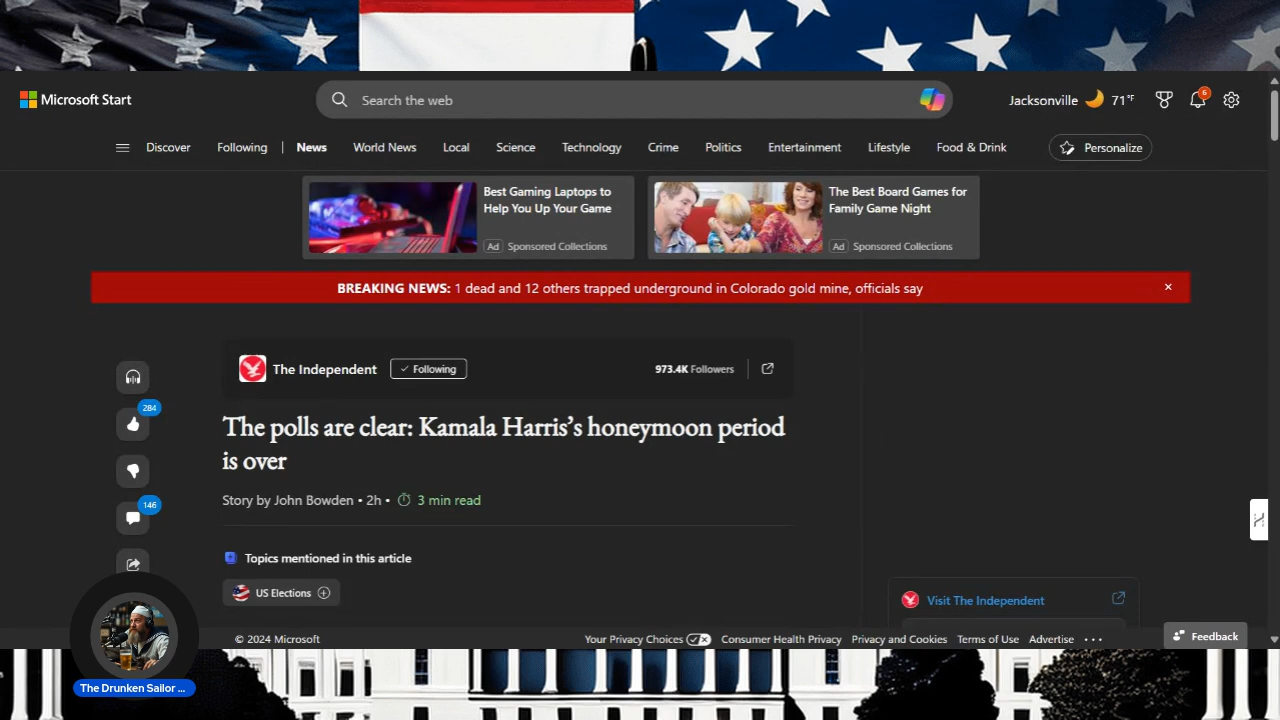 Microsoft Start
Search the web
Jacksonville 71°F
6
Discover Following News World News Local Science Technology Crime Politics Entertainment Lifestyle Food & Drink Personalize
Best Gaming Laptops to
Help You Up Your Game
Ad Sponsored Collections
The Best Board Games for
Family Game Night
Ad Sponsored Collections
BREAKING NEWS: 1 dead and 12 others trapped underground in Colorado gold mine, officials say
The Independent Following 973.4K Followers
284
The polls are clear: Kamala Harris’s honeymoon period
is over
Story by John Bowden • 2h • 3 min read
146
Topics mentioned in this article
US Elections
Visit The Independent
© 2024 Microsoft Your Privacy Choices Consumer Health Privacy Privacy and Cookies Terms of Use Advertise ...
Feedback
The Drunken Sailor ...